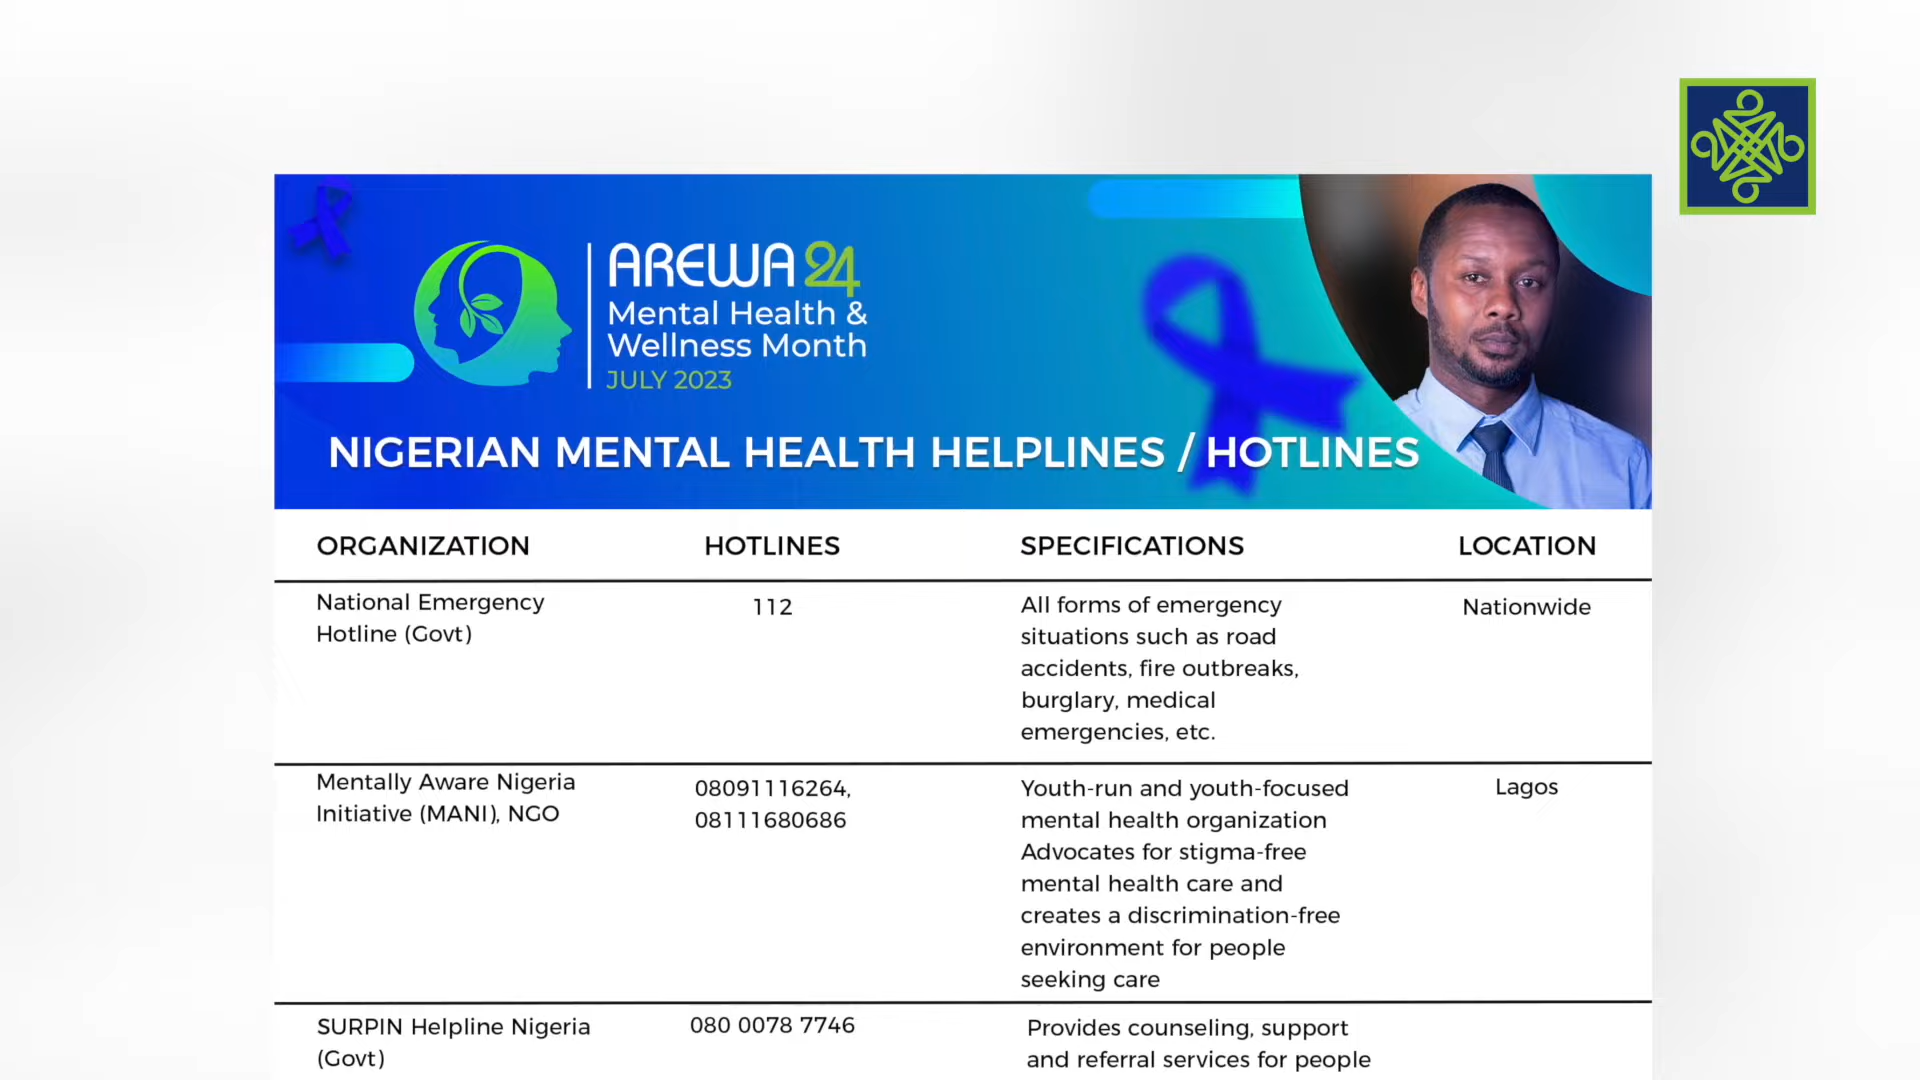 AREWA24
Mental Health &
Wellness Month
JULY 2023
NIGERIAN MENTAL HEALTH HELPLINES / HOTLINES
ORGANIZATION HOTLINES SPECIFICATIONS LOCATION
National Emergency
Hotline (Govt)
112
All forms of emergency
situations such as road
accidents, fire outbreaks,
burglary, medical
emergencies, etc.
Nationwide
Mentally Aware Nigeria
Initiative (MANI), NGO
08091116264,
08111680686
Youth-run and youth-focused
mental health organization
Advocates for stigma-free
mental health care and
creates a discrimination-free
environment for people
seeking care
Lagos
SURPIN Helpline Nigeria
(Govt)
080 0078 7746
Provides counseling, support
and referral services for people